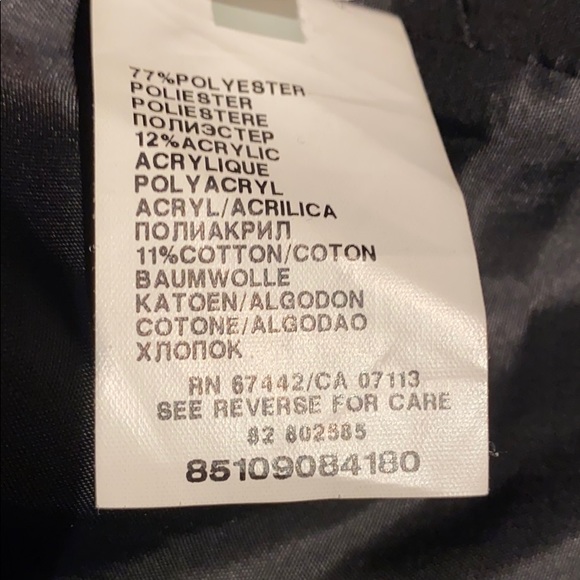 77%POLYESTER
POLIESTER
POLIESTERE
ПОЛИЭСТЕР
12%ACRYLIC
ACRYLIQUE
POLYACRYL
ACRYL/ACRILICA
ПОЛИАКРИЛ
11%COTTON/COTON
BAUMWOLLE
KATOEN/ALGODON
COTONE/ALGODAO
ХЛОПОК
RN 67442/CA 07113
SEE REVERSE FOR CARE
82 802585
85109084180